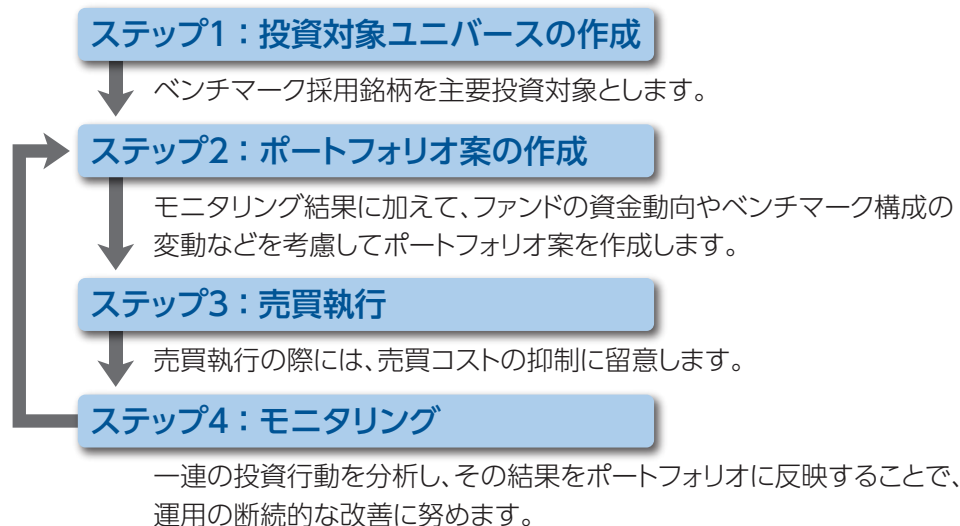 ステップ1：投資対象ユニバースの作成
ベンチマーク採用銘柄を主要投資対象とします。
ステップ2：ポートフォリオ案の作成
モニタリング結果に加えて、ファンドの資金動向やベンチマーク構成の
変動などを考慮してポートフォリオ案を作成します。
ステップ3：売買執行
売買執行の際には、売買コストの抑制に留意します。
ステップ4：モニタリング
一連の投資行動を分析し、その結果をポートフォリオに反映することで、
運用の断続的な改善に努めます。